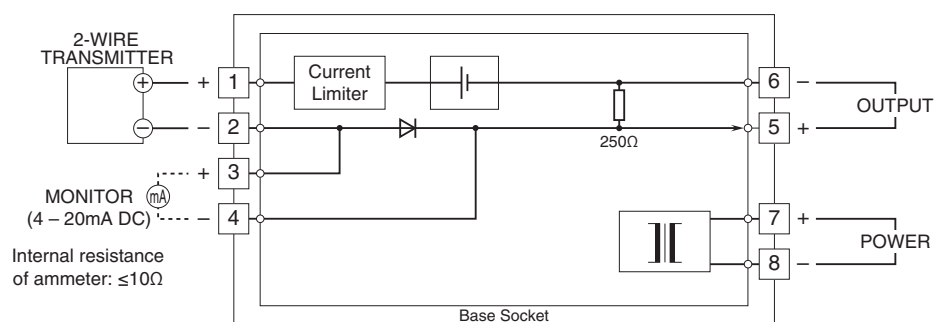 2-WIRE
TRANSMITTER
+
–
+
–
+
–
1
2
3
4
Current
Limiter
250Ω
6
5
7
8
–
+
OUTPUT
+
–
POWER
mA
MONITOR
(4 – 20mA DC)
Internal resistance
of ammeter: ≤10Ω
Base Socket